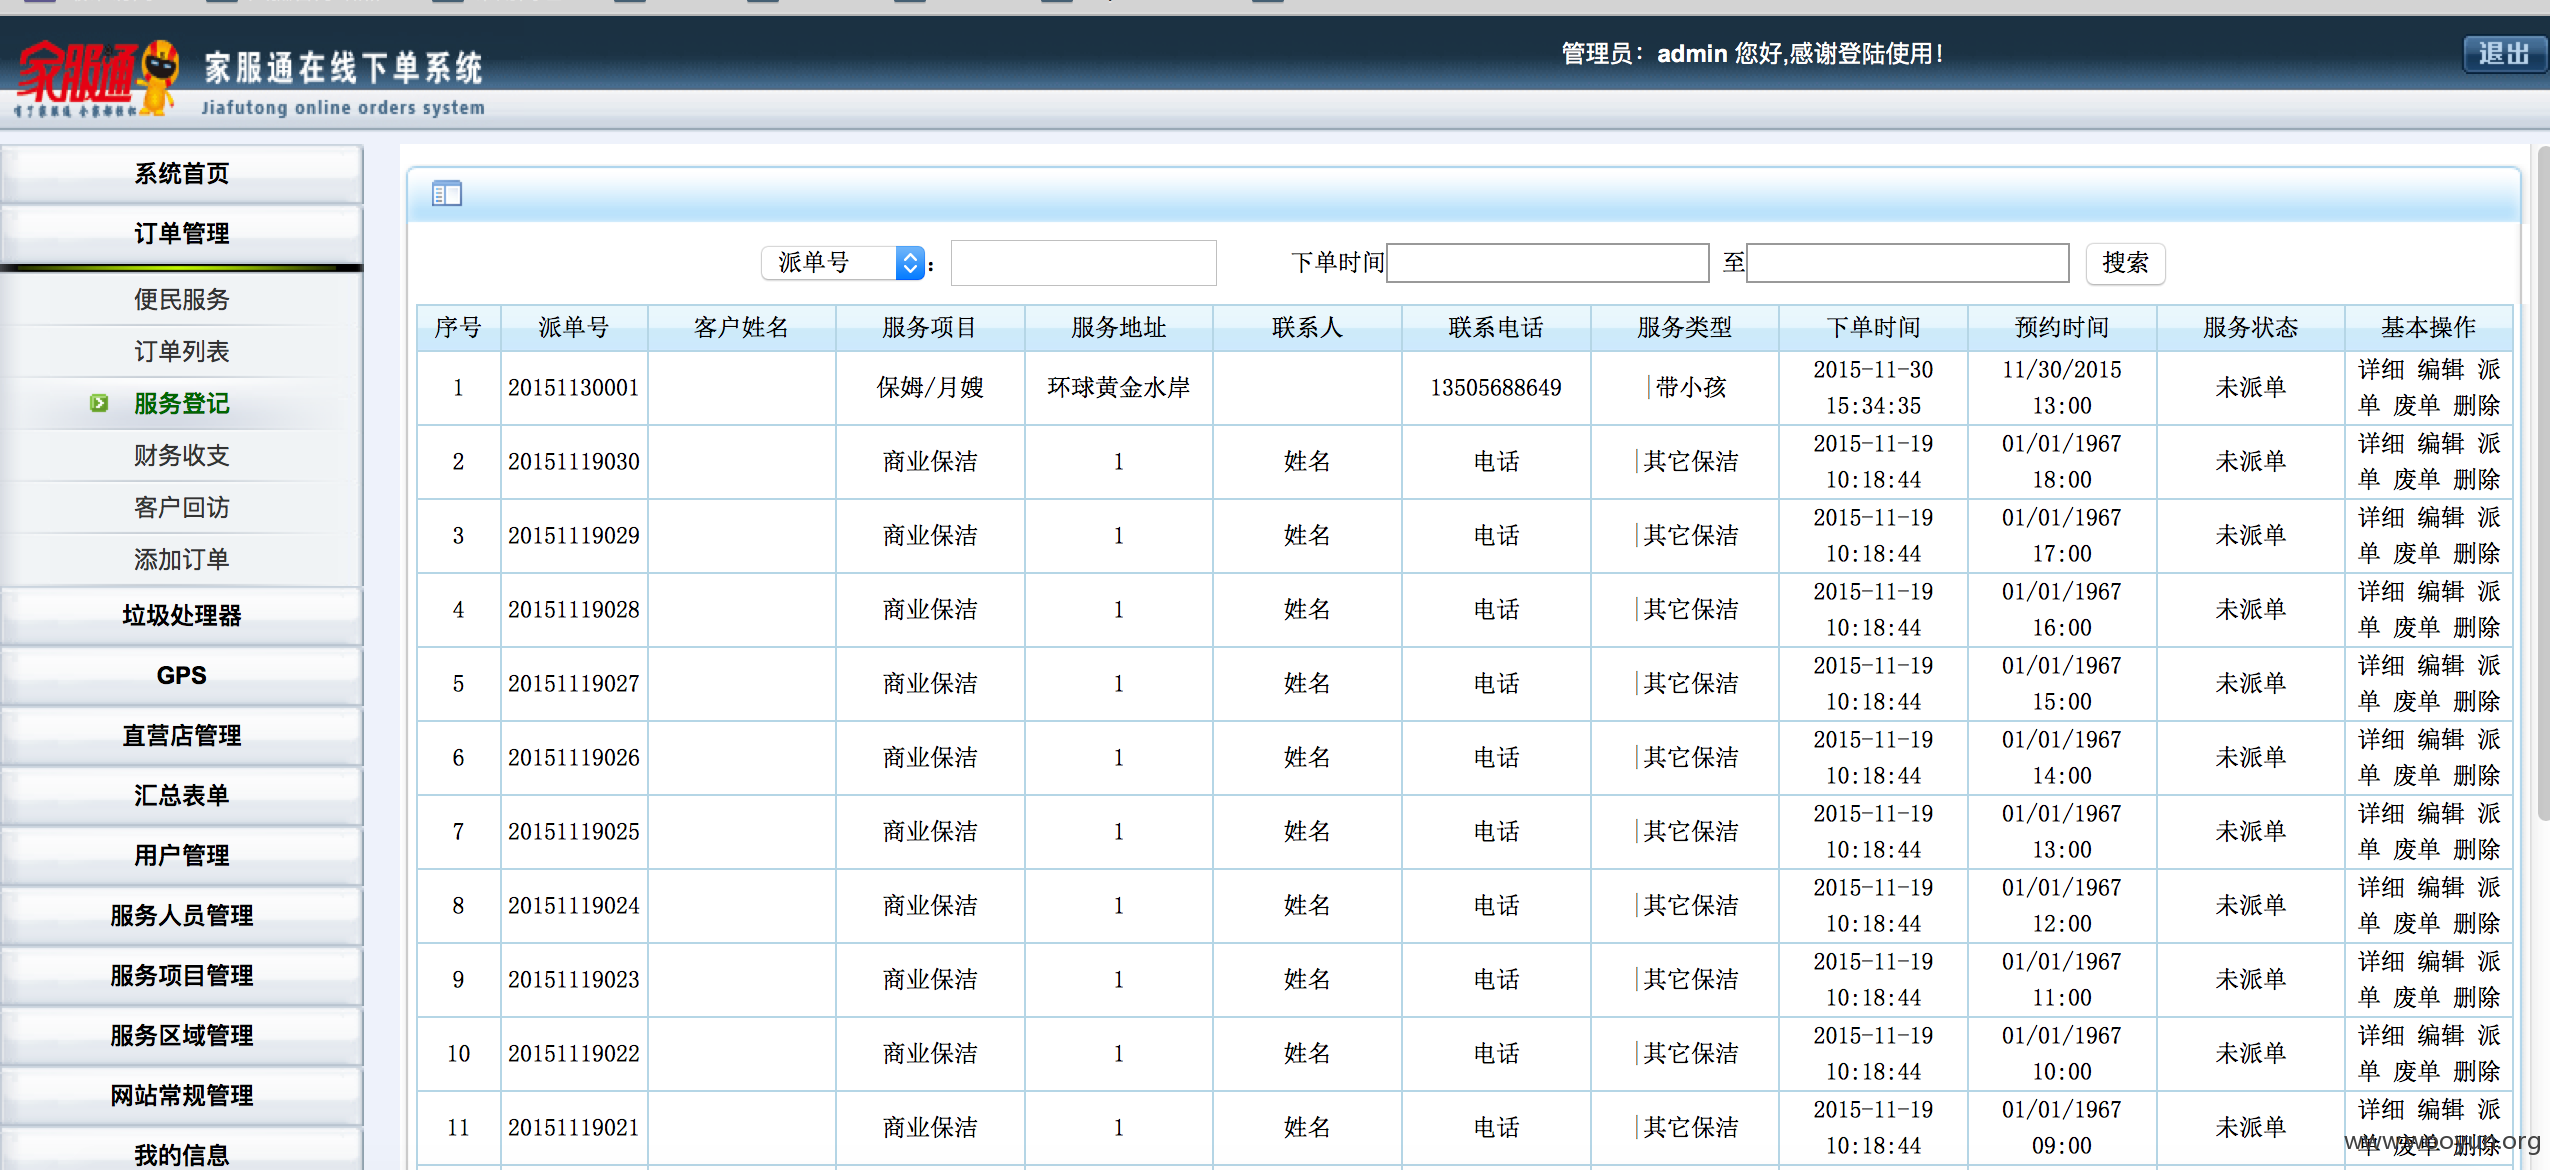 家服通
有了家服通 全家都轻松
家服通在线下单系统
Jiafutong online orders system
管理员：admin 您好,感谢登陆使用！
退出
系统首页
订单管理
便民服务
订单列表
服务登记
财务收支
客户回访
添加订单
垃圾处理器
GPS
直营店管理
汇总表单
用户管理
服务人员管理
服务项目管理
服务区域管理
网站常规管理
我的信息
派单号 : 下单时间 至 搜索
序号 派单号 客户姓名 服务项目 服务地址 联系人 联系电话 服务类型 下单时间 预约时间 服务状态 基本操作
1 20151130001 保姆/月嫂 环球黄金水岸 13505688649 |带小孩 2015-11-30 15:34:35 11/30/2015 13:00 未派单 详细 编辑 派单 废单 删除
2 20151119030 商业保洁 1 姓名 电话 |其它保洁 2015-11-19 10:18:44 01/01/1967 18:00 未派单 详细 编辑 派单 废单 删除
3 20151119029 商业保洁 1 姓名 电话 |其它保洁 2015-11-19 10:18:44 01/01/1967 17:00 未派单 详细 编辑 派单 废单 删除
4 20151119028 商业保洁 1 姓名 电话 |其它保洁 2015-11-19 10:18:44 01/01/1967 16:00 未派单 详细 编辑 派单 废单 删除
5 20151119027 商业保洁 1 姓名 电话 |其它保洁 2015-11-19 10:18:44 01/01/1967 15:00 未派单 详细 编辑 派单 废单 删除
6 20151119026 商业保洁 1 姓名 电话 |其它保洁 2015-11-19 10:18:44 01/01/1967 14:00 未派单 详细 编辑 派单 废单 删除
7 20151119025 商业保洁 1 姓名 电话 |其它保洁 2015-11-19 10:18:44 01/01/1967 13:00 未派单 详细 编辑 派单 废单 删除
8 20151119024 商业保洁 1 姓名 电话 |其它保洁 2015-11-19 10:18:44 01/01/1967 12:00 未派单 详细 编辑 派单 废单 删除
9 20151119023 商业保洁 1 姓名 电话 |其它保洁 2015-11-19 10:18:44 01/01/1967 11:00 未派单 详细 编辑 派单 废单 删除
10 20151119022 商业保洁 1 姓名 电话 |其它保洁 2015-11-19 10:18:44 01/01/1967 10:00 未派单 详细 编辑 派单 废单 删除
11 20151119021 商业保洁 1 姓名 电话 |其它保洁 2015-11-19 10:18:44 01/01/1967 09:00 未派单 详细 编辑 派单 废单 删除
www.wooyun.org